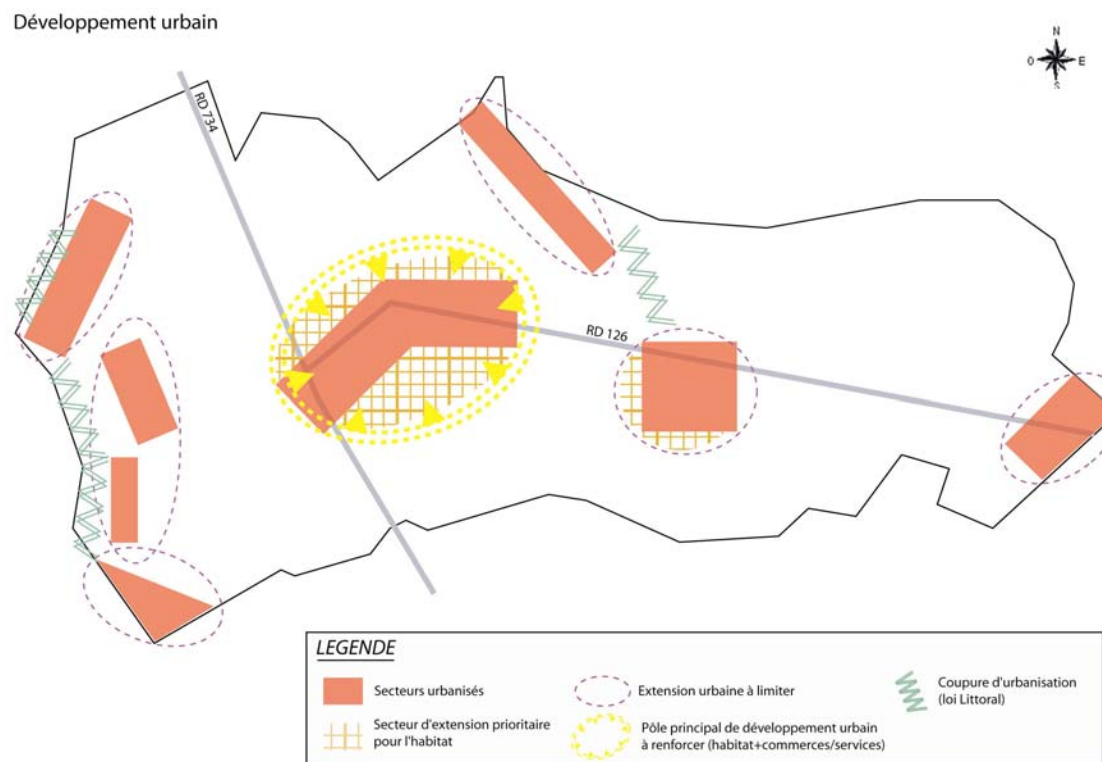 Développement urbain
N
O
E
S
RD 734
RD 126
LEGENDE
Secteurs urbanisés
Extension urbaine à limiter
Coupure d'urbanisation
(loi Littoral)
Secteur d'extension prioritaire
pour l'habitat
Pôle principal de développement urbain
à renforcer (habitat+commerces/services)